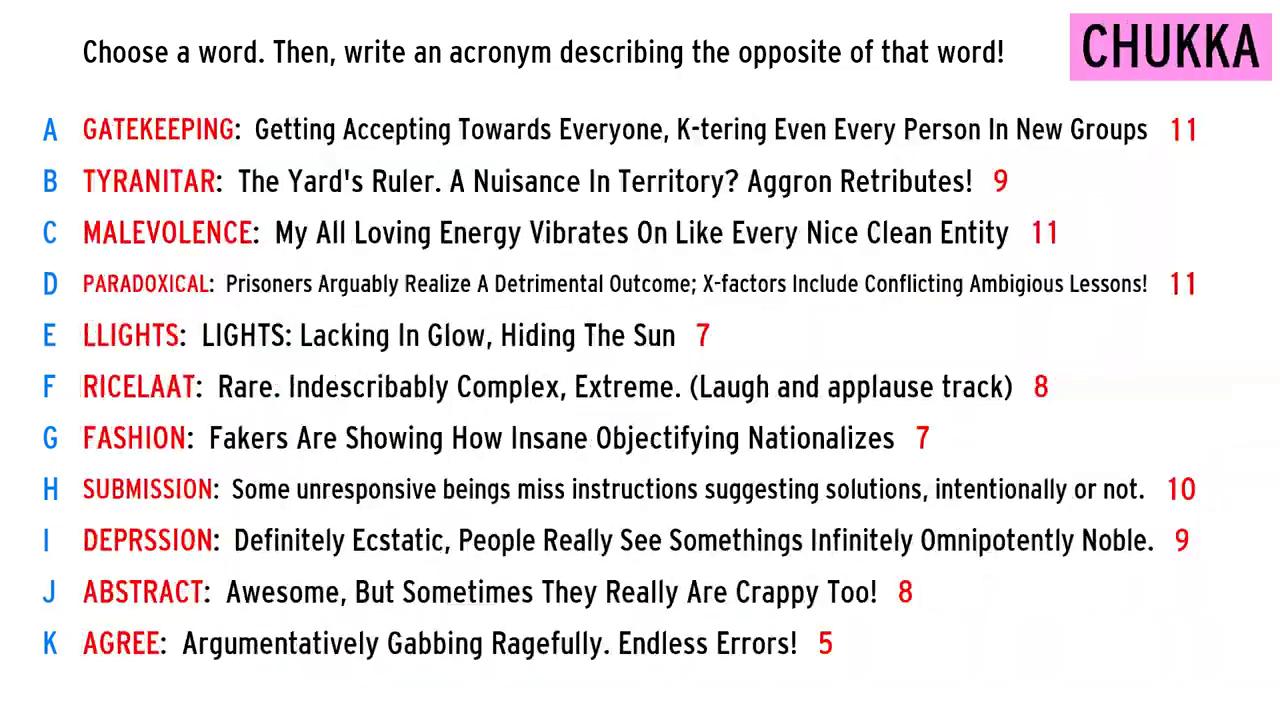 Choose a word. Then, write an acronym describing the opposite of that word!
CHUKKA
A GATEKEEPING: Getting Accepting Towards Everyone, K-tering Even Every Person In New Groups 11
B TYRANITAR: The Yard's Ruler. A Nuisance In Territory? Aggron Retributes! 9
C MALEVOLENCE: My All Loving Energy Vibrates On Like Every Nice Clean Entity 11
D PARADOXICAL: Prisoners Arguably Realize A Detrimental Outcome; X-factors Include Conflicting Ambigious Lessons! 11
E LLIGHTS: LIGHTS: Lacking In Glow, Hiding The Sun 7
F RICELAAT: Rare. Indescribably Complex, Extreme. (Laugh and applause track) 8
G FASHION: Fakers Are Showing How Insane Objectifying Nationalizes 7
H SUBMISSION: Some unresponsive beings miss instructions suggesting solutions, intentionally or not. 10
I DEPRSSION: Definitely Ecstatic, People Really See Somethings Infinitely Omnipotently Noble. 9
J ABSTRACT: Awesome, But Sometimes They Really Are Crappy Too! 8
K AGREE: Argumentatively Gabbing Ragefully. Endless Errors! 5